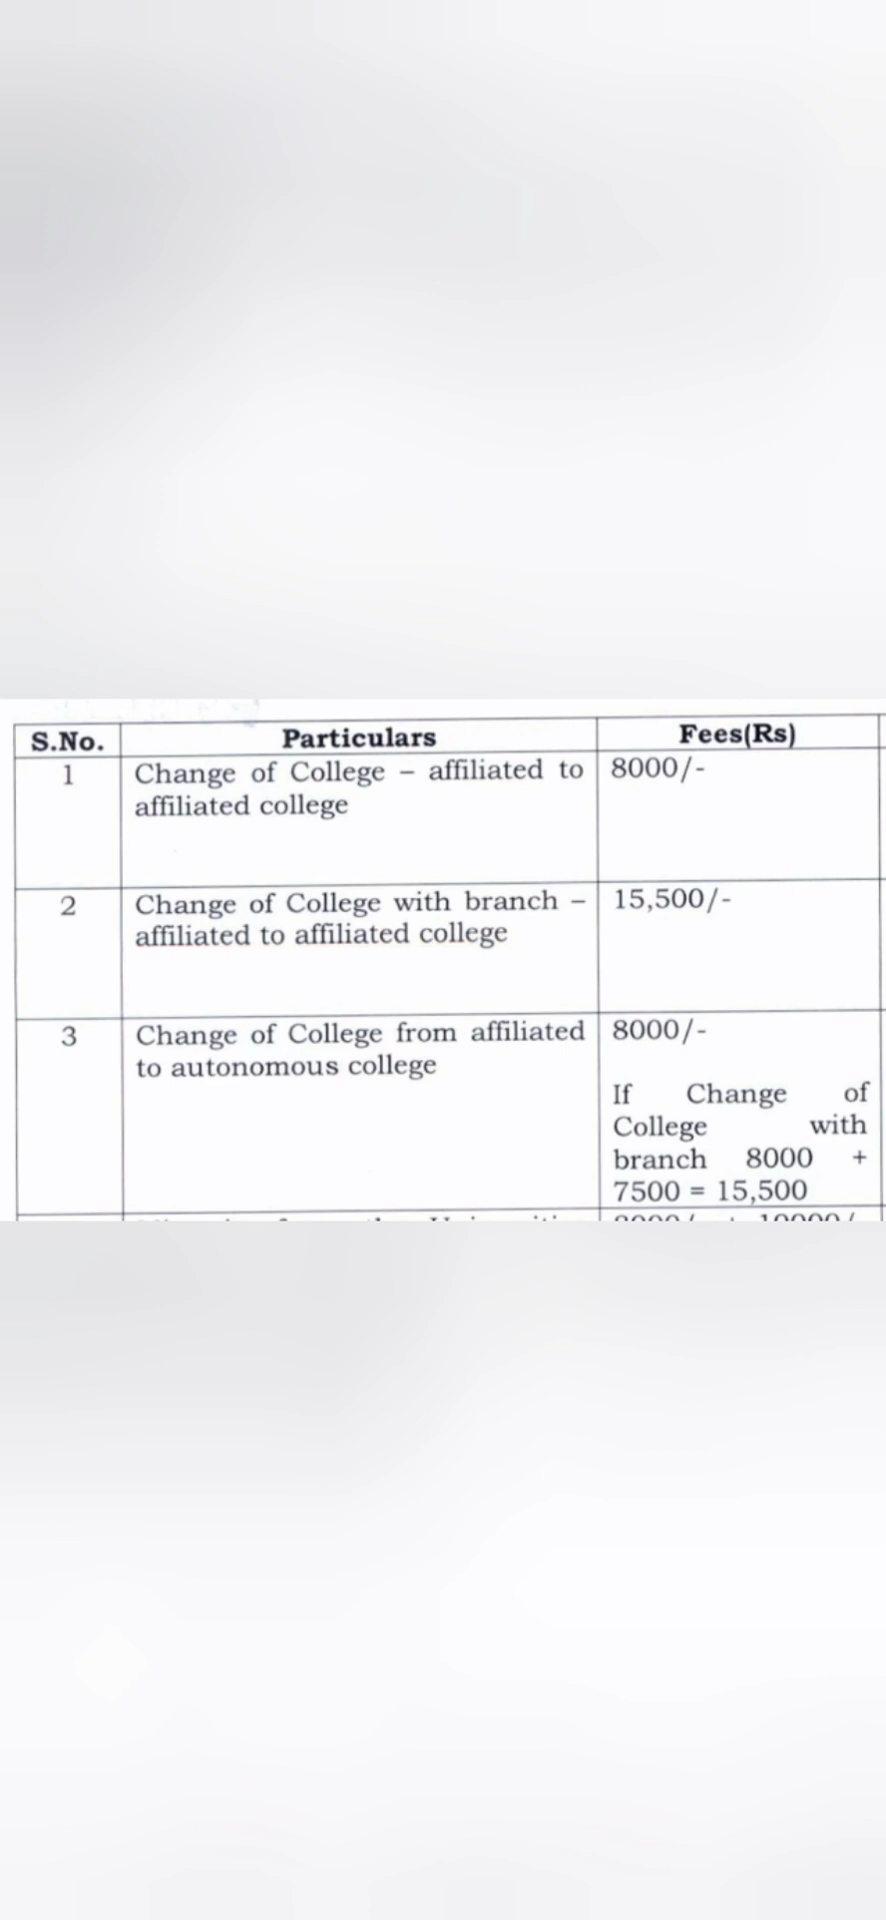 S.No. Particulars Fees(Rs)
1 Change of College – affiliated to 8000/-
affiliated college
2 Change of College with branch – 15,500/-
affiliated to affiliated college
3 Change of College from affiliated 8000/-
to autonomous college
If Change of
College with
branch 8000 +
7500 = 15,500